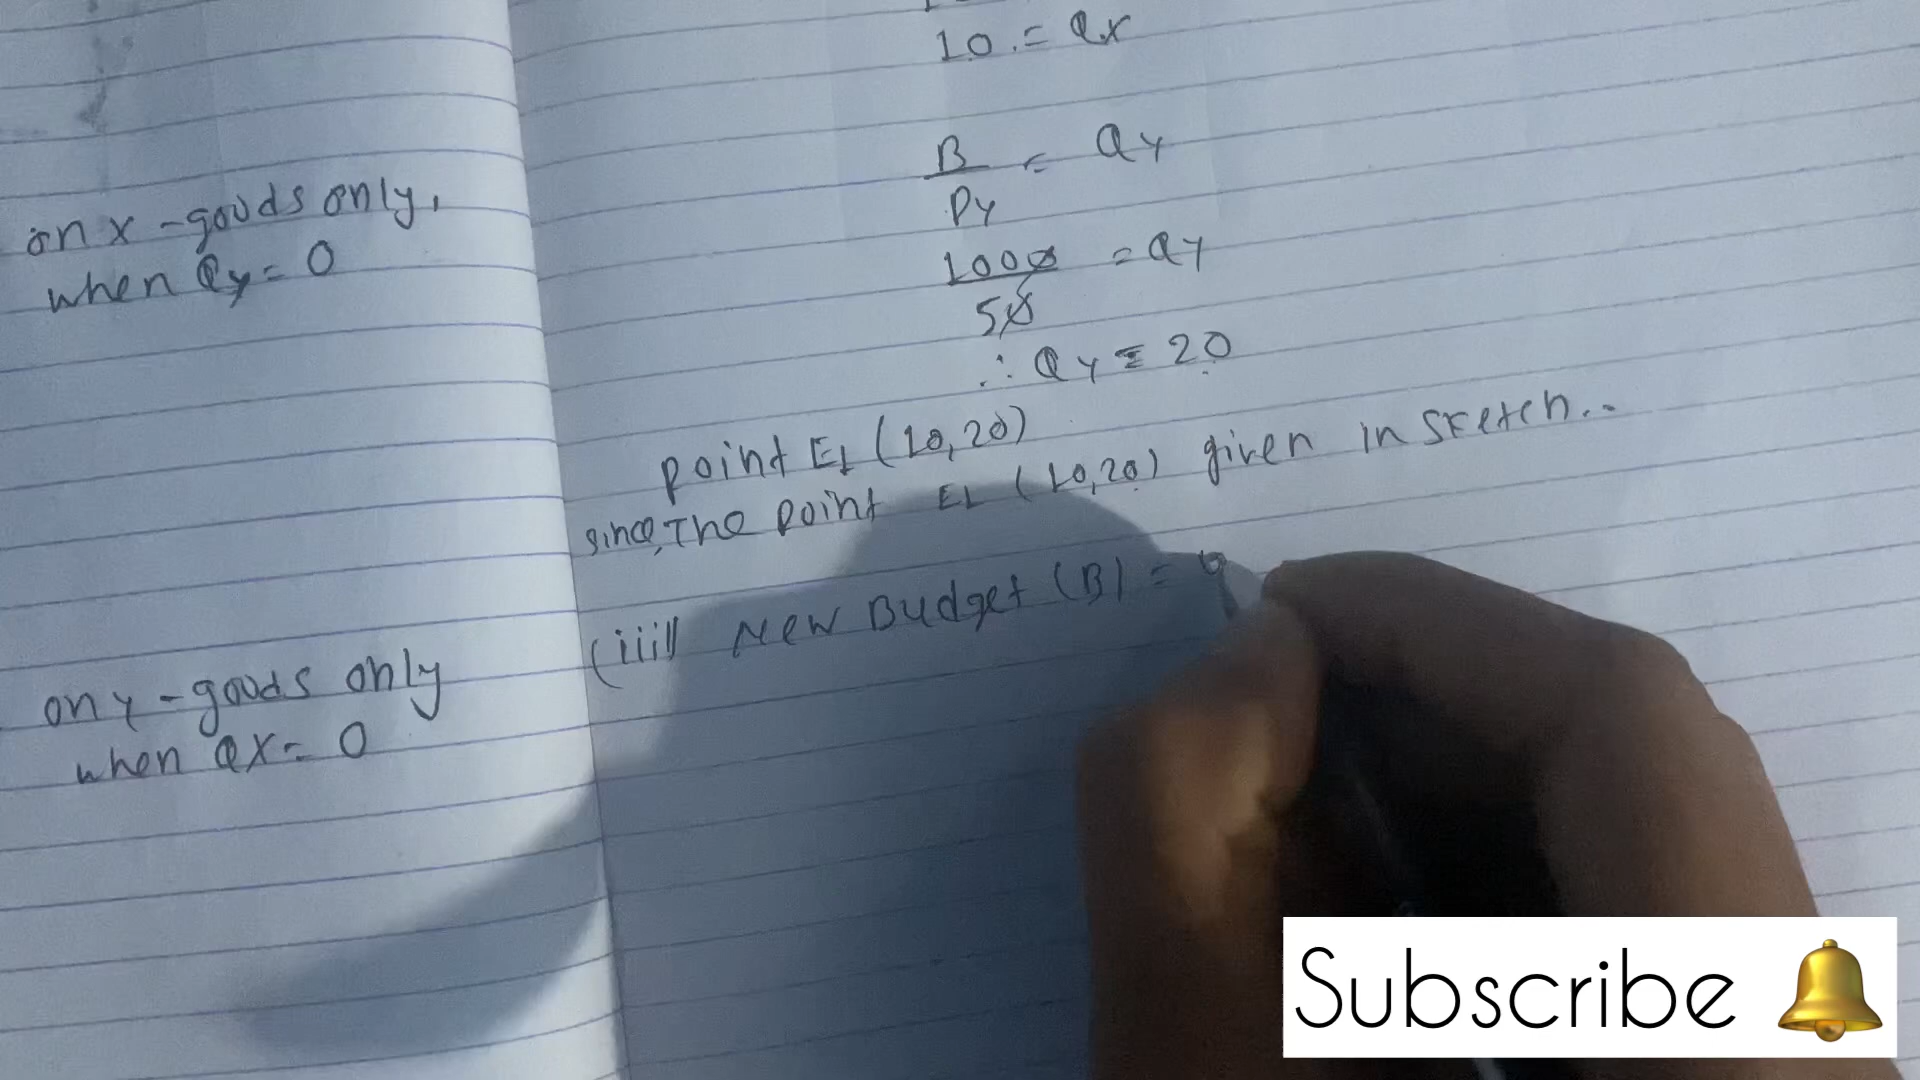 on x-goods only,
when Qy = 0
on y-goods only
when QX = 0
10 = Qx
B
PY
= QY
1000
50
= QY
∴ QY = 20
point E1 (10,20)
since, The point E1 (10,20) given in sketch..
(iii) New Budget (B) =
Subscribe 🔔